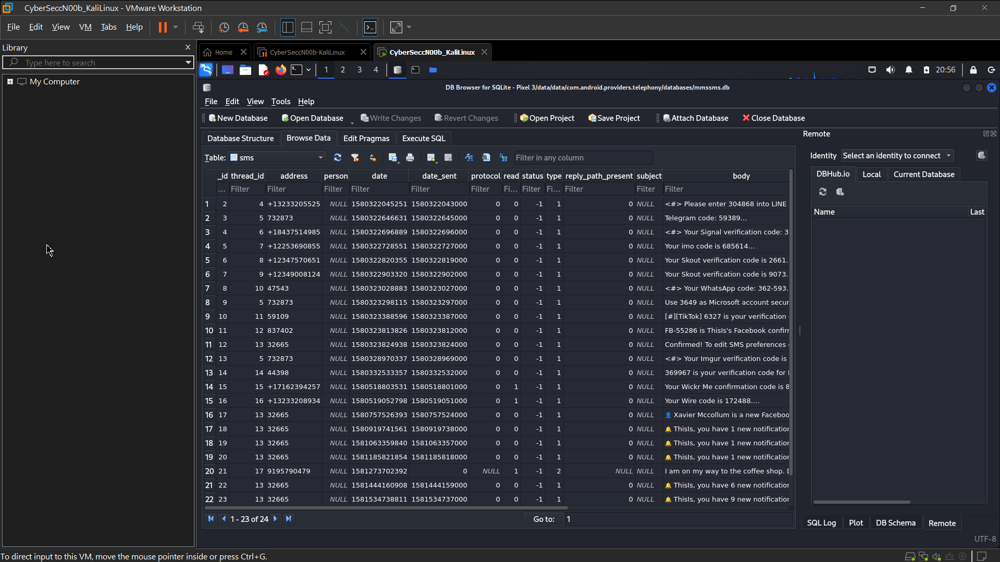 CyberSeccN00b_KaliLinux - VMware Workstation
File Edit View VM Tabs Help
Library
Type here to search
My Computer
Home CyberSeccN00b-KaliLinux CyberSeccN00b_KaliLinux
1 2 3 4 20:56
DB Browser for SQLite - Pixel 3/data/data/com.android.providers.telephony/databases/mmssms.db
File Edit View Tools Help
New Database Open Database Write Changes Revert Changes Open Project Save Project Attach Database Close Database
Database Structure Browse Data Edit Pragmas Execute SQL
Table: sms Filter in any column
_id thread_id address person date date_sent protocol read status type reply_path_present subject body
... Filter Filter Filter Filter Filter Filter Fi... Filter Fi... Filter Filter Filter
1 2 4 +13233205525 NULL 1580322045251 1580322043000 0 0 -1 1 0 NULL <#> Please enter 304868 into LINE
2 3 5 732873 NULL 1580322646631 1580322645000 0 0 -1 1 0 NULL Telegram code: 59389...
3 4 6 +18437514985 NULL 1580322696889 1580322696000 0 0 -1 1 0 NULL <#> Your Signal verification code: 3
4 5 7 +12253690855 NULL 1580322728551 1580322727000 0 0 -1 1 0 NULL Your imo code is 685614...
5 6 8 +12347570651 NULL 1580322820355 1580322819000 0 0 -1 1 0 NULL Your Skout verification code is 2661.
6 7 9 +12349008124 NULL 1580322903320 1580322902000 0 0 -1 1 0 NULL Your Skout verification code is 9073.
7 8 10 47543 NULL 1580323028883 1580323027000 0 0 -1 1 0 NULL <#> Your WhatsApp code: 362-593.
8 9 5 732873 NULL 1580323298115 1580323297000 0 0 -1 1 0 NULL Use 3649 as Microsoft account secur
9 10 11 59109 NULL 1580323388596 1580323387000 0 0 -1 1 0 NULL [#][TikTok] 6327 is your verification
10 11 12 837402 NULL 1580323813826 1580323812000 0 0 -1 1 0 NULL FB-55286 is ThisIs's Facebook confirm
11 12 13 32665 NULL 1580323824938 1580323824000 0 0 -1 1 0 NULL Confirmed! To edit SMS preferences
12 13 5 732873 NULL 1580328970337 1580328969000 0 0 -1 1 0 NULL <#> Your Imgur verification code is
13 14 14 44398 NULL 1580332533357 1580332532000 0 0 -1 1 0 NULL 369967 is your verification code for
14 15 15 +17162394257 NULL 1580518803531 1580518801000 0 1 -1 1 0 NULL Your Wickr Me confirmation code is 8
15 16 16 +13233208934 NULL 1580519052798 1580519051000 0 1 -1 1 0 NULL Your Wire code is 172488....
16 17 13 32665 NULL 1580757526393 1580757524000 0 0 -1 1 0 NULL 👤 Xavier Mccollum is a new Faceboo
17 18 13 32665 NULL 1580919741561 1580919738000 0 0 -1 1 0 NULL 🔔 ThisIs, you have 1 new notification
18 19 13 32665 NULL 1581063359840 1581063357000 0 0 -1 1 0 NULL 🔔 ThisIs, you have 1 new notification
19 20 13 32665 NULL 1581185821854 1581185818000 0 0 -1 1 0 NULL 🔔 ThisIs, you have 1 new notification
20 21 17 9195790479 NULL 1581273702392 0 NULL 1 -1 2 NULL NULL I am on my way to the coffee shop.
21 22 13 32665 NULL 1581444160908 1581444159000 0 0 -1 1 0 NULL 🔔 ThisIs, you have 6 new notification
22 23 13 32665 NULL 1581534738811 1581534737000 0 0 -1 1 0 NULL 🔔 ThisIs, you have 9 new notification
1 - 23 of 24 Go to: 1
Remote
Identity Select an identity to connect
DBHub.io Local Current Database
Name Last
SQL Log Plot DB Schema Remote
UTF-8
To direct input to this VM, move the mouse pointer inside or press Ctrl+G.